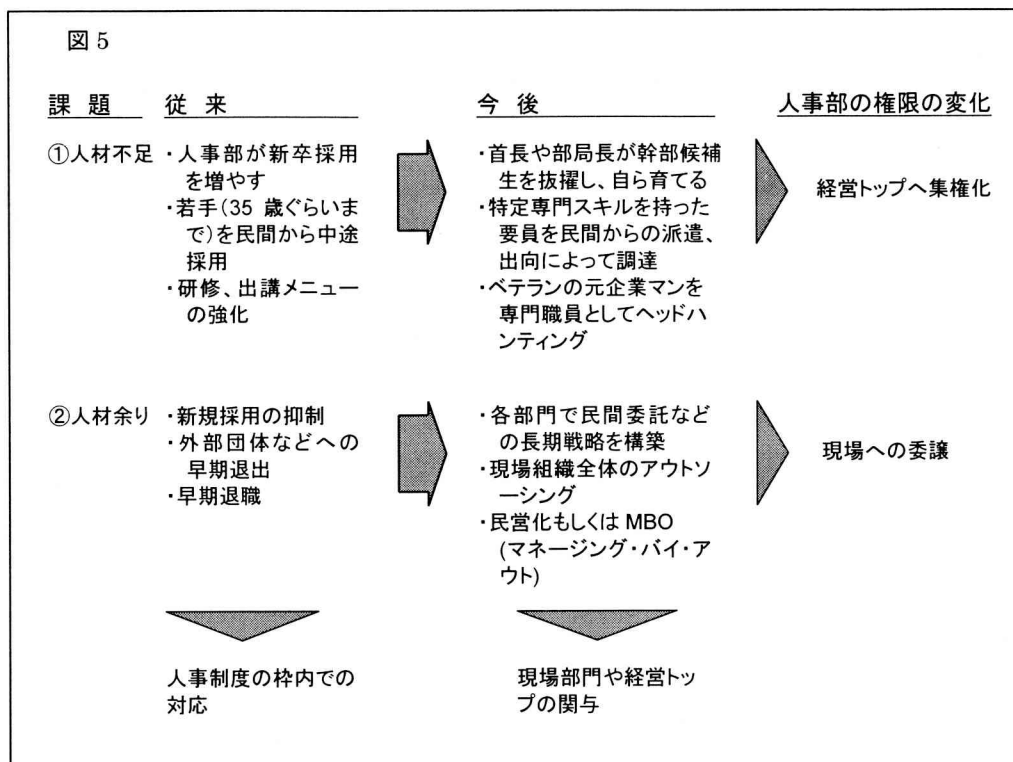 図5
課題 従来 今後 人事部の権限の変化
①人材不足
・人事部が新卒採用
を増やす
・若手(35 歳ぐらいま
で)を民間から中途
採用
・研修、出講メニュー
の強化
・首長や部局長が幹部候補
生を抜擢し、自ら育てる
・特定専門スキルを持った
要員を民間からの派遣、
出向によって調達
・ベテランの元企業マンを
専門職員としてヘッドハ
ンティング
経営トップへ集権化
②人材余り
・新規採用の抑制
・外部団体などへの
早期退出
・早期退職
・各部門で民間委託など
の長期戦略を構築
・現場組織全体のアウトソ
ーシング
・民営化もしくは MBO
(マネージング・バイ・ア
ウト)
現場への委譲
人事制度の枠内での
対応
現場部門や経営トッ
プの関与